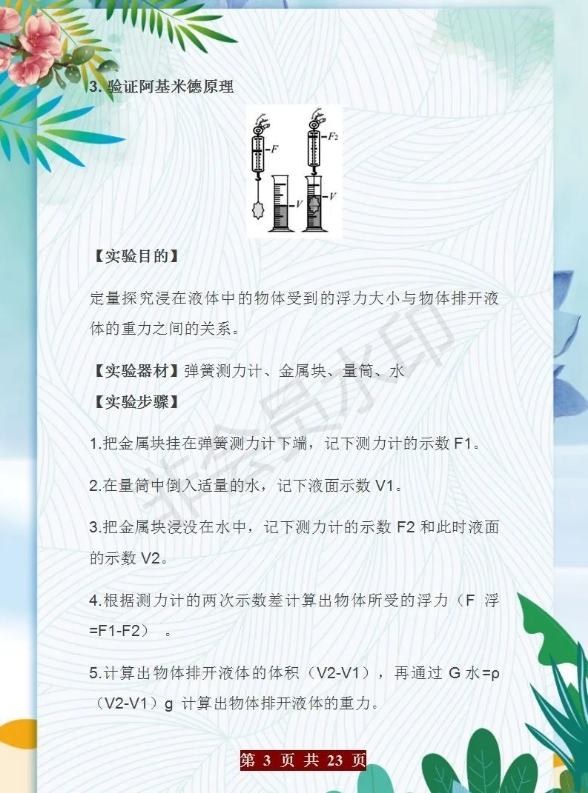 3. 验证阿基米德原理
F
V
F2
V
【实验目的】
定量探究浸在液体中的物体受到的浮力大小与物体排开液
体的重力之间的关系。
【实验器材】弹簧测力计、金属块、量筒、水
【实验步骤】
1.把金属块挂在弹簧测力计下端，记下测力计的示数 F1。
2.在量筒中倒入适量的水，记下液面示数 V1。
3.把金属块浸没在水中，记下测力计的示数 F2 和此时液面
的示数 V2。
4.根据测力计的两次示数差计算出物体所受的浮力（F 浮
=F1-F2） 。
5.计算出物体排开液体的体积（V2-V1），再通过 G 水=ρ
（V2-V1）g 计算出物体排开液体的重力。
非会员水印
第 3 页 共 23 页